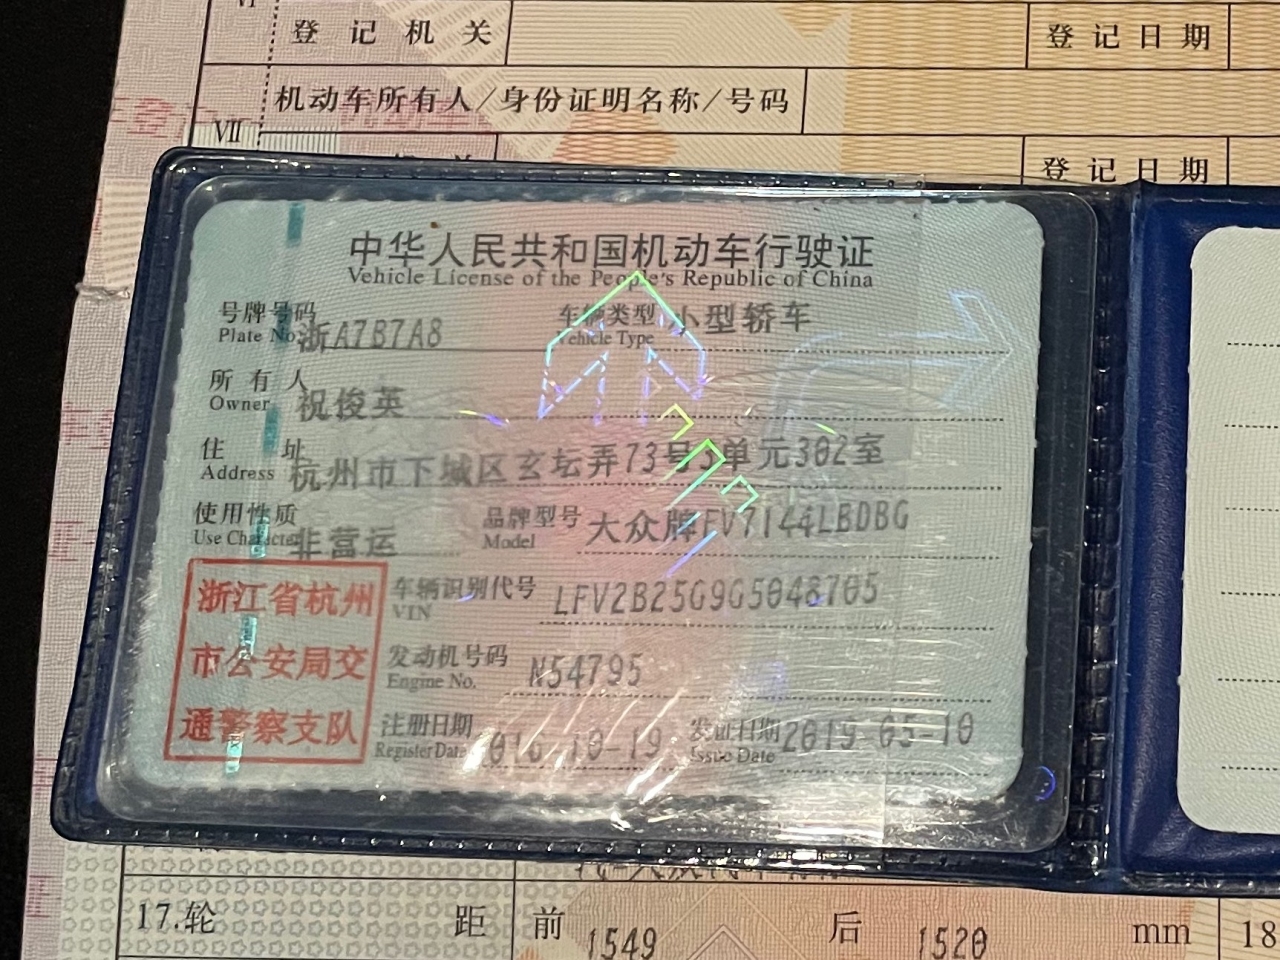 登记机关 登记日期
机动车所有人/身份证明名称/号码
VII
登记日期
中华人民共和国机动车行驶证
Vehicle License of the People's Republic of China
号牌号码 浙A7B7A8 车辆类型 小型轿车
Plate No. Vehicle Type
所有人 祝俊英
Owner
住址 杭州市下城区玄坛弄73号3单元302室
Address
使用性质 非营运 品牌型号 大众牌FV7144LBDBG
Use Character Model
浙江省杭州
市公安局交
通警察支队
车辆识别代号 LFV2B25G9G5048705
VIN
发动机号码 N54795
Engine No.
注册日期 2016-10-19 发证日期 2019-05-10
Register Date Issue Date
17.轮距 前 1549 后 1520 mm 18